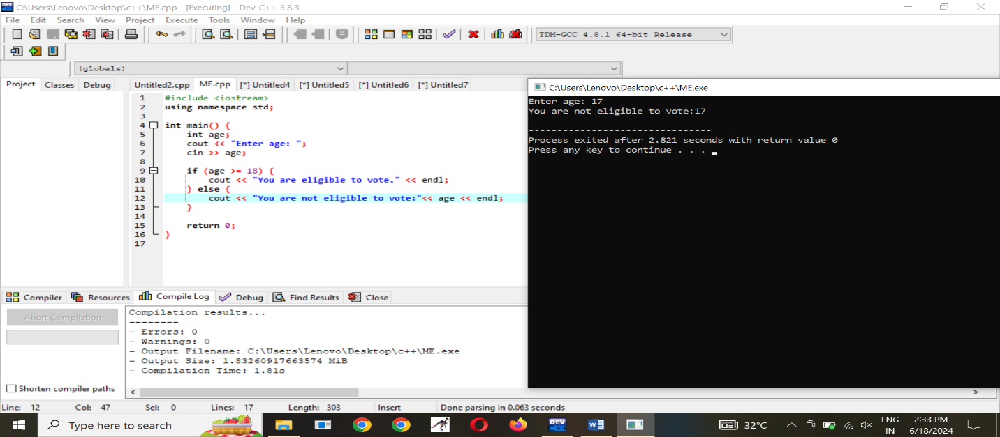 C:\Users\Lenovo\Desktop\c++\ME.cpp - [Executing] - Dev-C++ 5.8.3
File Edit Search View Project Execute Tools Window Help
TDM-GCC 4.8.1 64-bit Release
(globals)
Project Classes Debug
Untitled2.cpp ME.cpp [*] Untitled4 [*] Untitled5 [*] Untitled6 [*] Untitled7
1 #include <iostream>
2 using namespace std;
3
4 int main() {
5 int age;
6 cout << "Enter age: ";
7 cin >> age;
8
9 if (age >= 18) {
10 cout << "You are eligible to vote." << endl;
11 } else {
12 cout << "You are not eligible to vote:"<< age << endl;
13 }
14
15 return 0;
16 }
17
C:\Users\Lenovo\Desktop\c++\ME.exe
Enter age: 17
You are not eligible to vote:17
--------------------------------
Process exited after 2.821 seconds with return value 0
Press any key to continue . . .
Compiler Resources Compile Log Debug Find Results Close
Abort Compilation
Shorten compiler paths
Compilation results...
--------
- Errors: 0
- Warnings: 0
- Output Filename: C:\Users\Lenovo\Desktop\c++\ME.exe
- Output Size: 1.83260917663574 MiB
- Compilation Time: 1.81s
Line: 12 Col: 47 Sel: 0 Lines: 17 Length: 303 Insert Done parsing in 0.063 seconds
Type here to search
DEV
32°C
ENG
IN
2:33 PM
6/18/2024